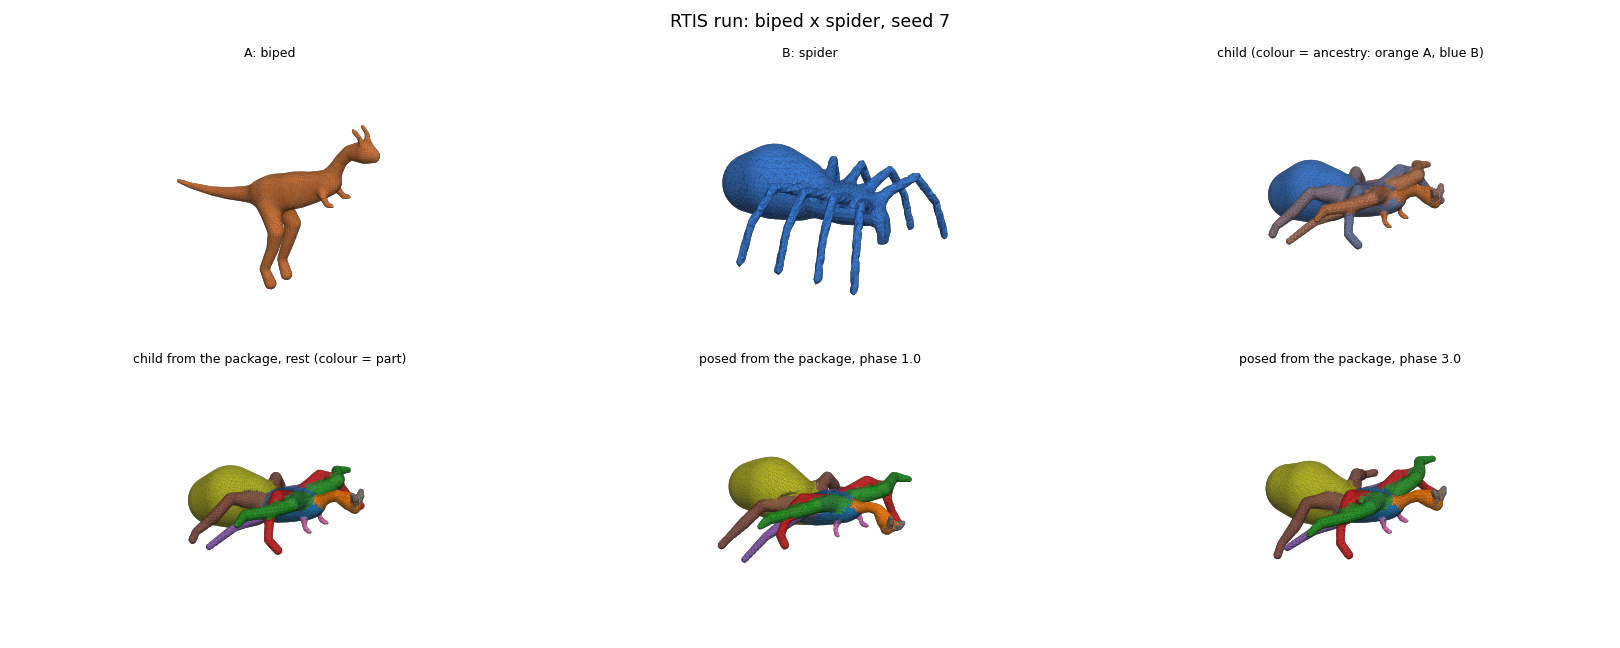 RTIS run: biped x spider, seed 7
A: biped
B: spider
child (colour = ancestry: orange A, blue B)
child from the package, rest (colour = part)
posed from the package, phase 1.0
posed from the package, phase 3.0